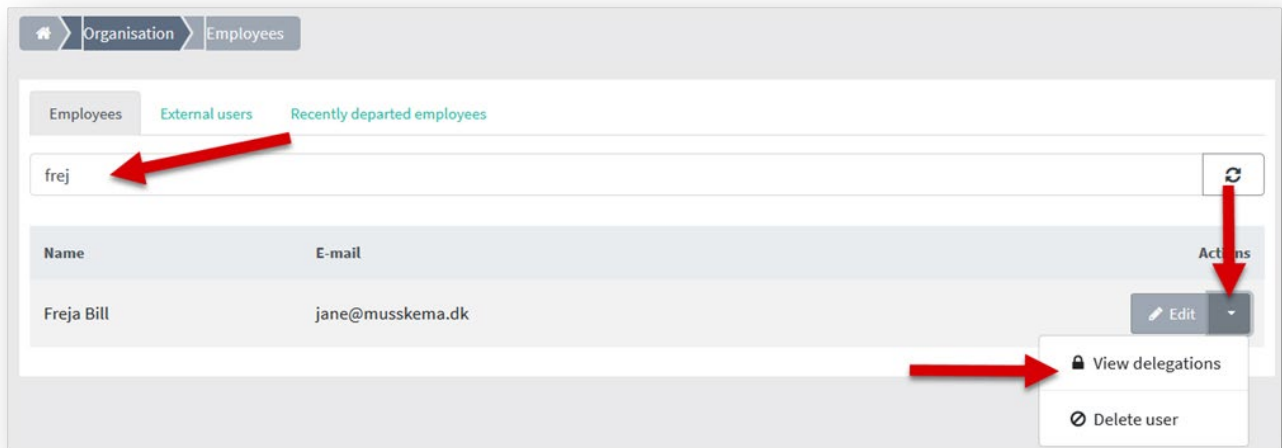 Organisation Employees
Employees External users Recently departed employees
frej
Name E-mail Actions
Freja Bill jane@musskema.dk Edit
View delegations
Delete user